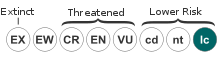 Extinct Threatened Lower Risk
EX EW CR EN VU cd nt lc